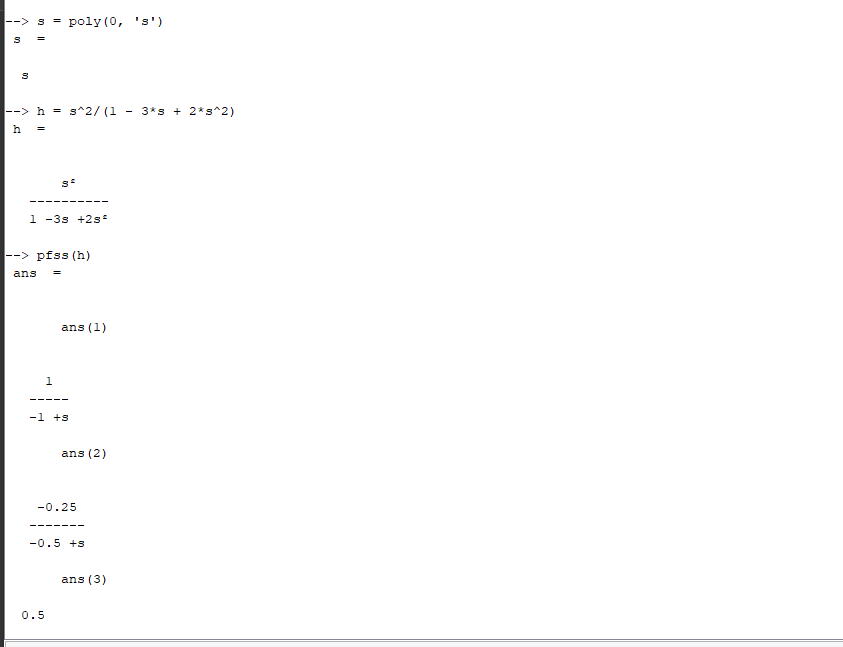 --> s = poly(0, 's')
s =
s
--> h = s^2/(1 - 3*s + 2*s^2)
h =
s²
----------
1 -3s +2s²
--> pfss(h)
ans =
ans(1)
1
-----
-1 +s
ans(2)
-0.25
-------
-0.5 +s
ans(3)
0.5